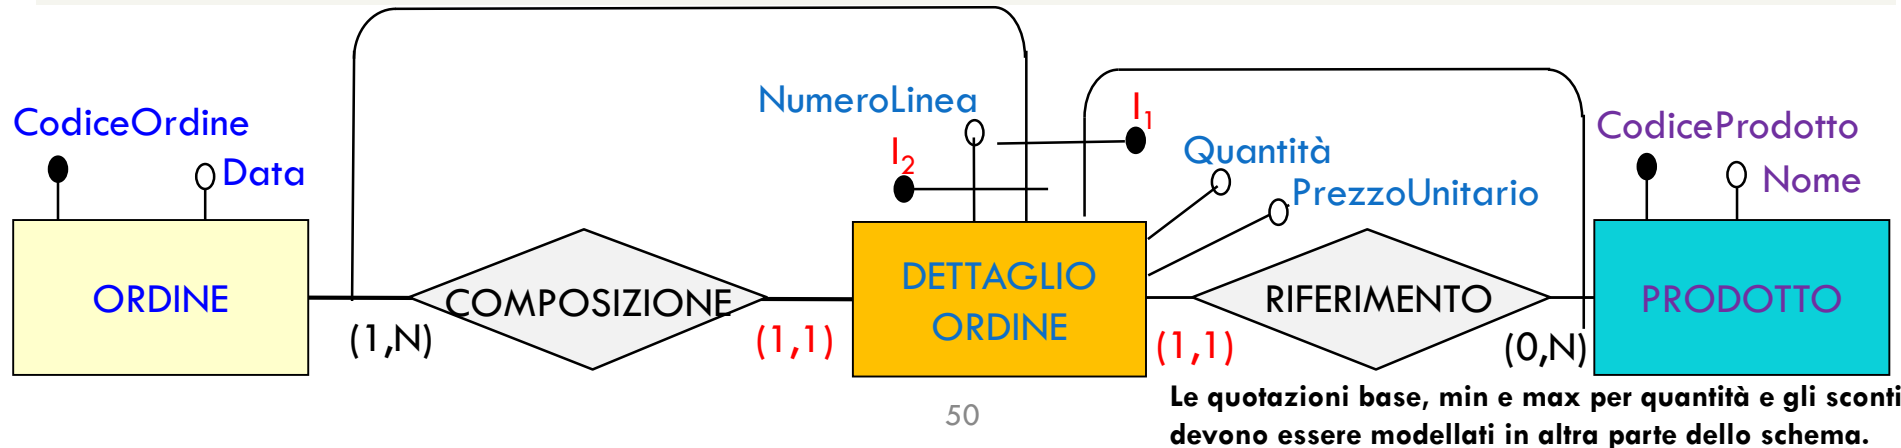 NumeroLinea
I1
CodiceOrdine
Data
I2
Quantità
PrezzoUnitario
CodiceProdotto
Nome
ORDINE
COMPOSIZIONE
DETTAGLIO
ORDINE
RIFERIMENTO
PRODOTTO
(1,N)
(1,1)
(1,1)
(0,N)
50
Le quotazioni base, min e max per quantità e gli sconti
devono essere modellati in altra parte dello schema.